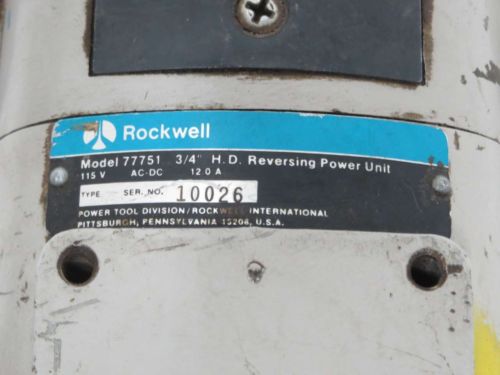 Rockwell
Model 77751 3/4" H.D. Reversing Power Unit
115 V AC-DC 12.0 A
TYPE SER. NO. 10026
POWER TOOL DIVISION/ROCKWELL INTERNATIONAL
PITTSBURGH, PENNSYLVANIA 15208, U.S.A.